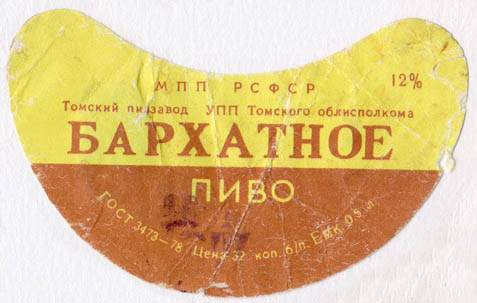 МПП РСФСР
12%
Томский пивзавод УПП Томского облисполкома
БАРХАТНОЕ
ПИВО
ГОСТ 3473—78. Цена 32 коп. б/п. ЕМК. 0,5 л.